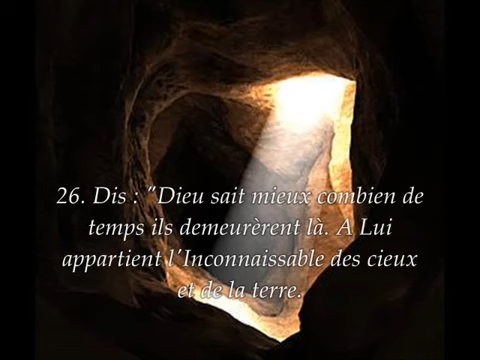 26. Dis : "Dieu sait mieux combien de
temps ils demeurèrent là. A Lui
appartient l'Inconnaissable des cieux
et de la terre.